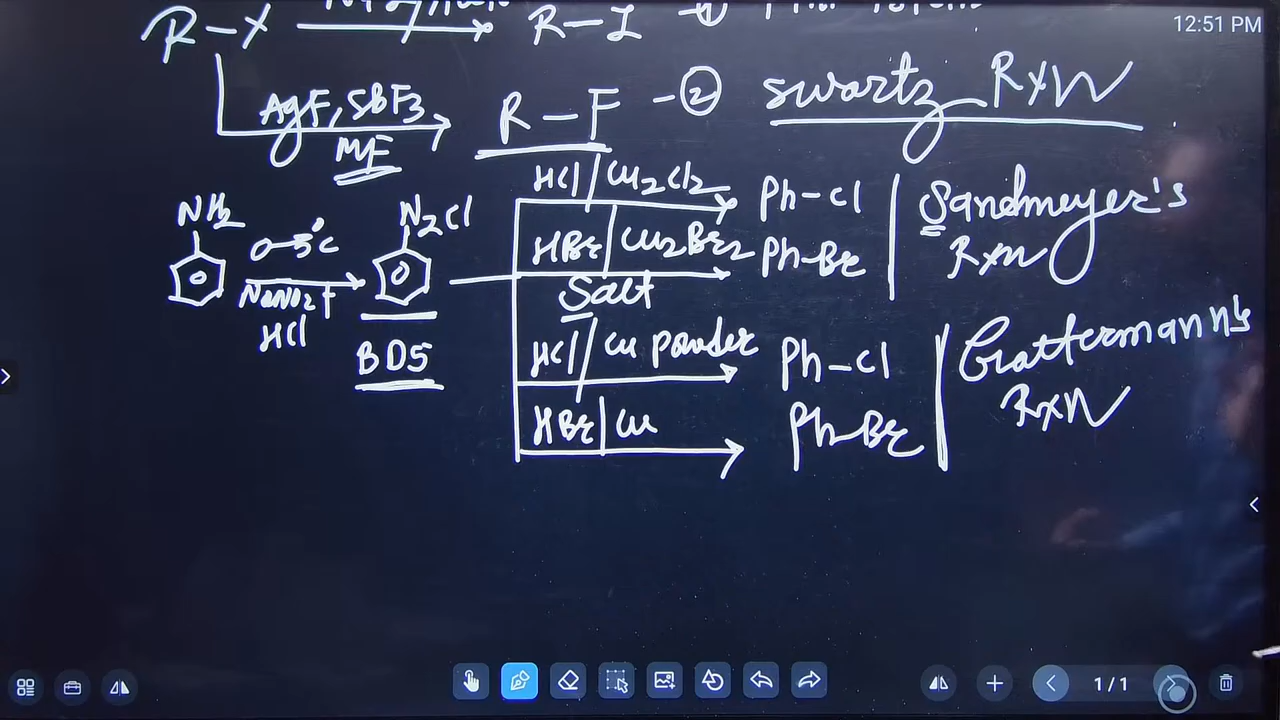 12:51 PM
R-X R-I
AgF, SbF3 R-F -② swartz RxN
MF
HCl/Cu2Cl2 Ph-Cl Sandmeyer's
NH2 0→5°C N2Cl HBr/Cu2Br2 Ph-Br Rxn
NaNO2+ Salt
HCl BDS HCl/Cu powder Ph-Cl Gattermann's
HBr/Cu Ph-Br RxN
1/1